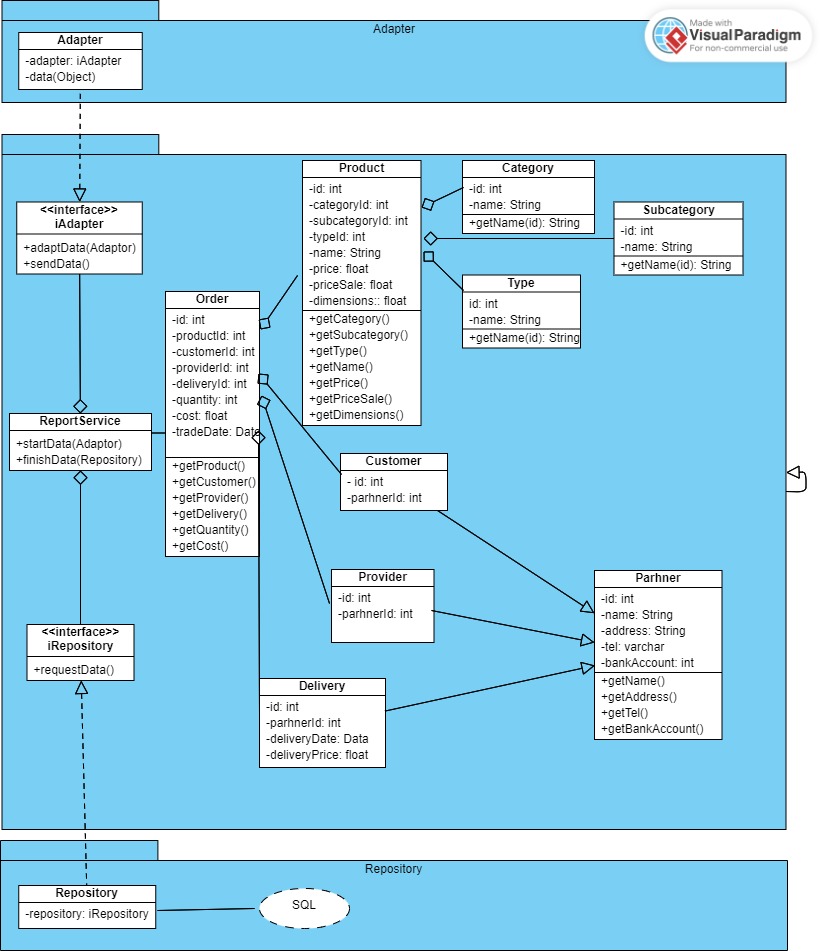 Adapter
Made with
VisualParadigm
For non-commercial use
Adapter
-adapter: iAdapter
-data(Object)
<<interface>>
iAdapter
+adaptData(Adaptor)
+sendData()
Product
-id: int
-categoryId: int
-subcategoryId: int
-typeId: int
-name: String
-price: float
-priceSale: float
-dimensions:: float
+getCategory()
+getSubcategory()
+getType()
+getName()
+getPrice()
+getPriceSale()
+getDimensions()
Category
-id: int
-name: String
+getName(id): String
Subcategory
-id: int
-name: String
+getName(id): String
Type
id: int
-name: String
+getName(id): String
Order
-id: int
-productId: int
-customerId: int
-providerId: int
-deliveryId: int
-quantity: int
-cost: float
-tradeDate: Date
+getProduct()
+getCustomer()
+getProvider()
+getDelivery()
+getQuantity()
+getCost()
ReportService
+startData(Adaptor)
+finishData(Repository)
Customer
- id: int
-parhnerId: int
Provider
-id: int
-parhnerId: int
Parhner
-id: int
-name: String
-address: String
-tel: varchar
-bankAccount: int
+getName()
+getAddress()
+getTel()
+getBankAccount()
<<interface>>
iRepository
+requestData()
Delivery
-id: int
-parhnerId: int
-deliveryDate: Data
-deliveryPrice: float
Repository
Repository
-repository: iRepository
SQL